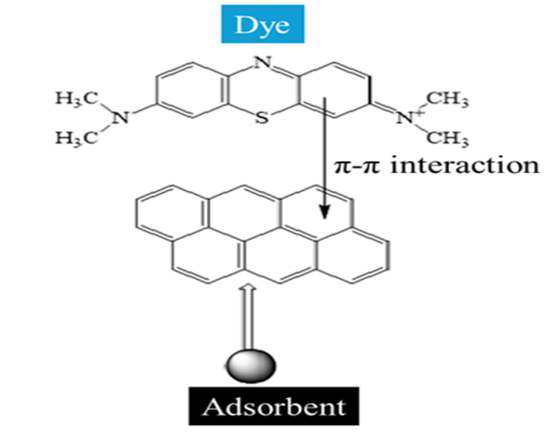 Dye
N
H₃C
N
H₃C
S
N⁺
CH₃
CH₃
π-π interaction
Adsorbent